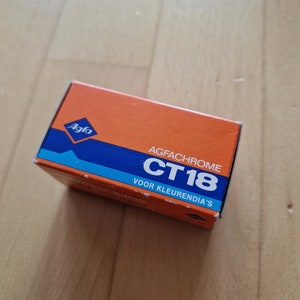 Agfa
AGFACHROME
CT18
VOOR KLEURENDIA'S